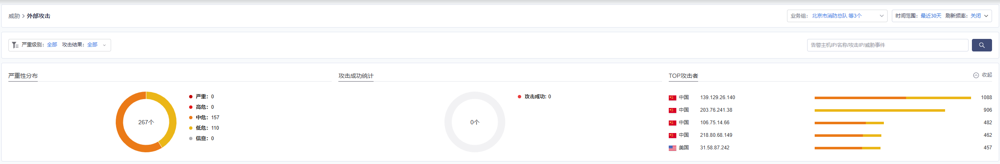 威胁 > 外部攻击
业务组： 北京市消防总队 等3个
时间范围：最近30天 刷新频率：关闭
严重级别：全部 攻击结果：全部
告警主机IP/名称/攻击IP/威胁事件
严重性分布
267个
严重：0
高危：0
中危：157
低危：110
信息：0
攻击成功统计
0个
攻击成功: 0
TOP攻击者
收起
中国 139.129.26.140 1088
中国 203.76.241.38 906
中国 106.75.14.66 482
中国 218.80.68.149 462
美国 31.58.87.242 457